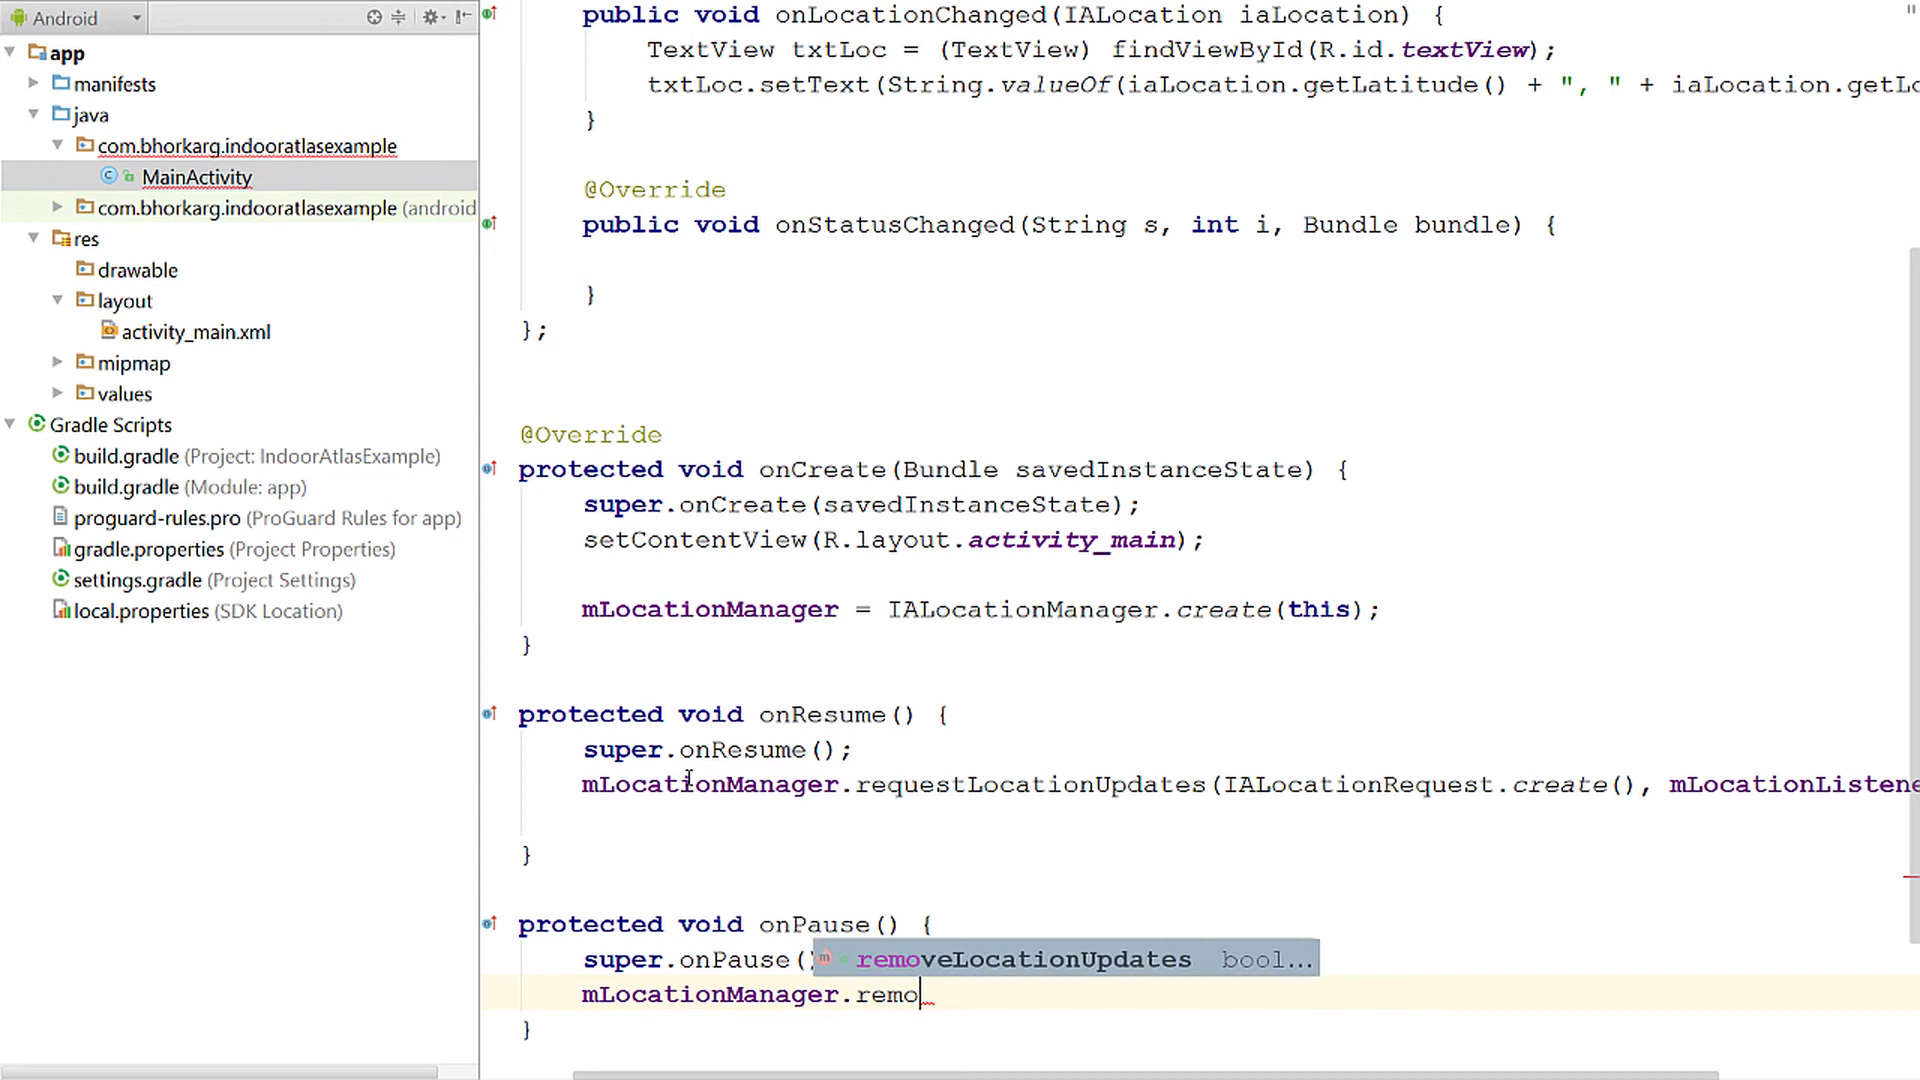 Android
app
manifests
java
com.bhorkarg.indooratlasexample
MainActivity
com.bhorkarg.indooratlasexample (android
res
drawable
layout
activity_main.xml
mipmap
values
Gradle Scripts
build.gradle (Project: IndoorAtlasExample)
build.gradle (Module: app)
proguard-rules.pro (ProGuard Rules for app)
gradle.properties (Project Properties)
settings.gradle (Project Settings)
local.properties (SDK Location)
public void onLocationChanged(IALocation iaLocation) {
TextView txtLoc = (TextView) findViewById(R.id.textView);
txtLoc.setText(String.valueOf(iaLocation.getLatitude() + ", " + iaLocation.getLo
}
@Override
public void onStatusChanged(String s, int i, Bundle bundle) {
}
};
@Override
protected void onCreate(Bundle savedInstanceState) {
super.onCreate(savedInstanceState);
setContentView(R.layout.activity_main);
mLocationManager = IALocationManager.create(this);
}
protected void onResume() {
super.onResume();
mLocationManager.requestLocationUpdates(IALocationRequest.create(), mLocationListene
}
protected void onPause() {
super.onPause()
removeLocationUpdates bool...
mLocationManager.remo
}